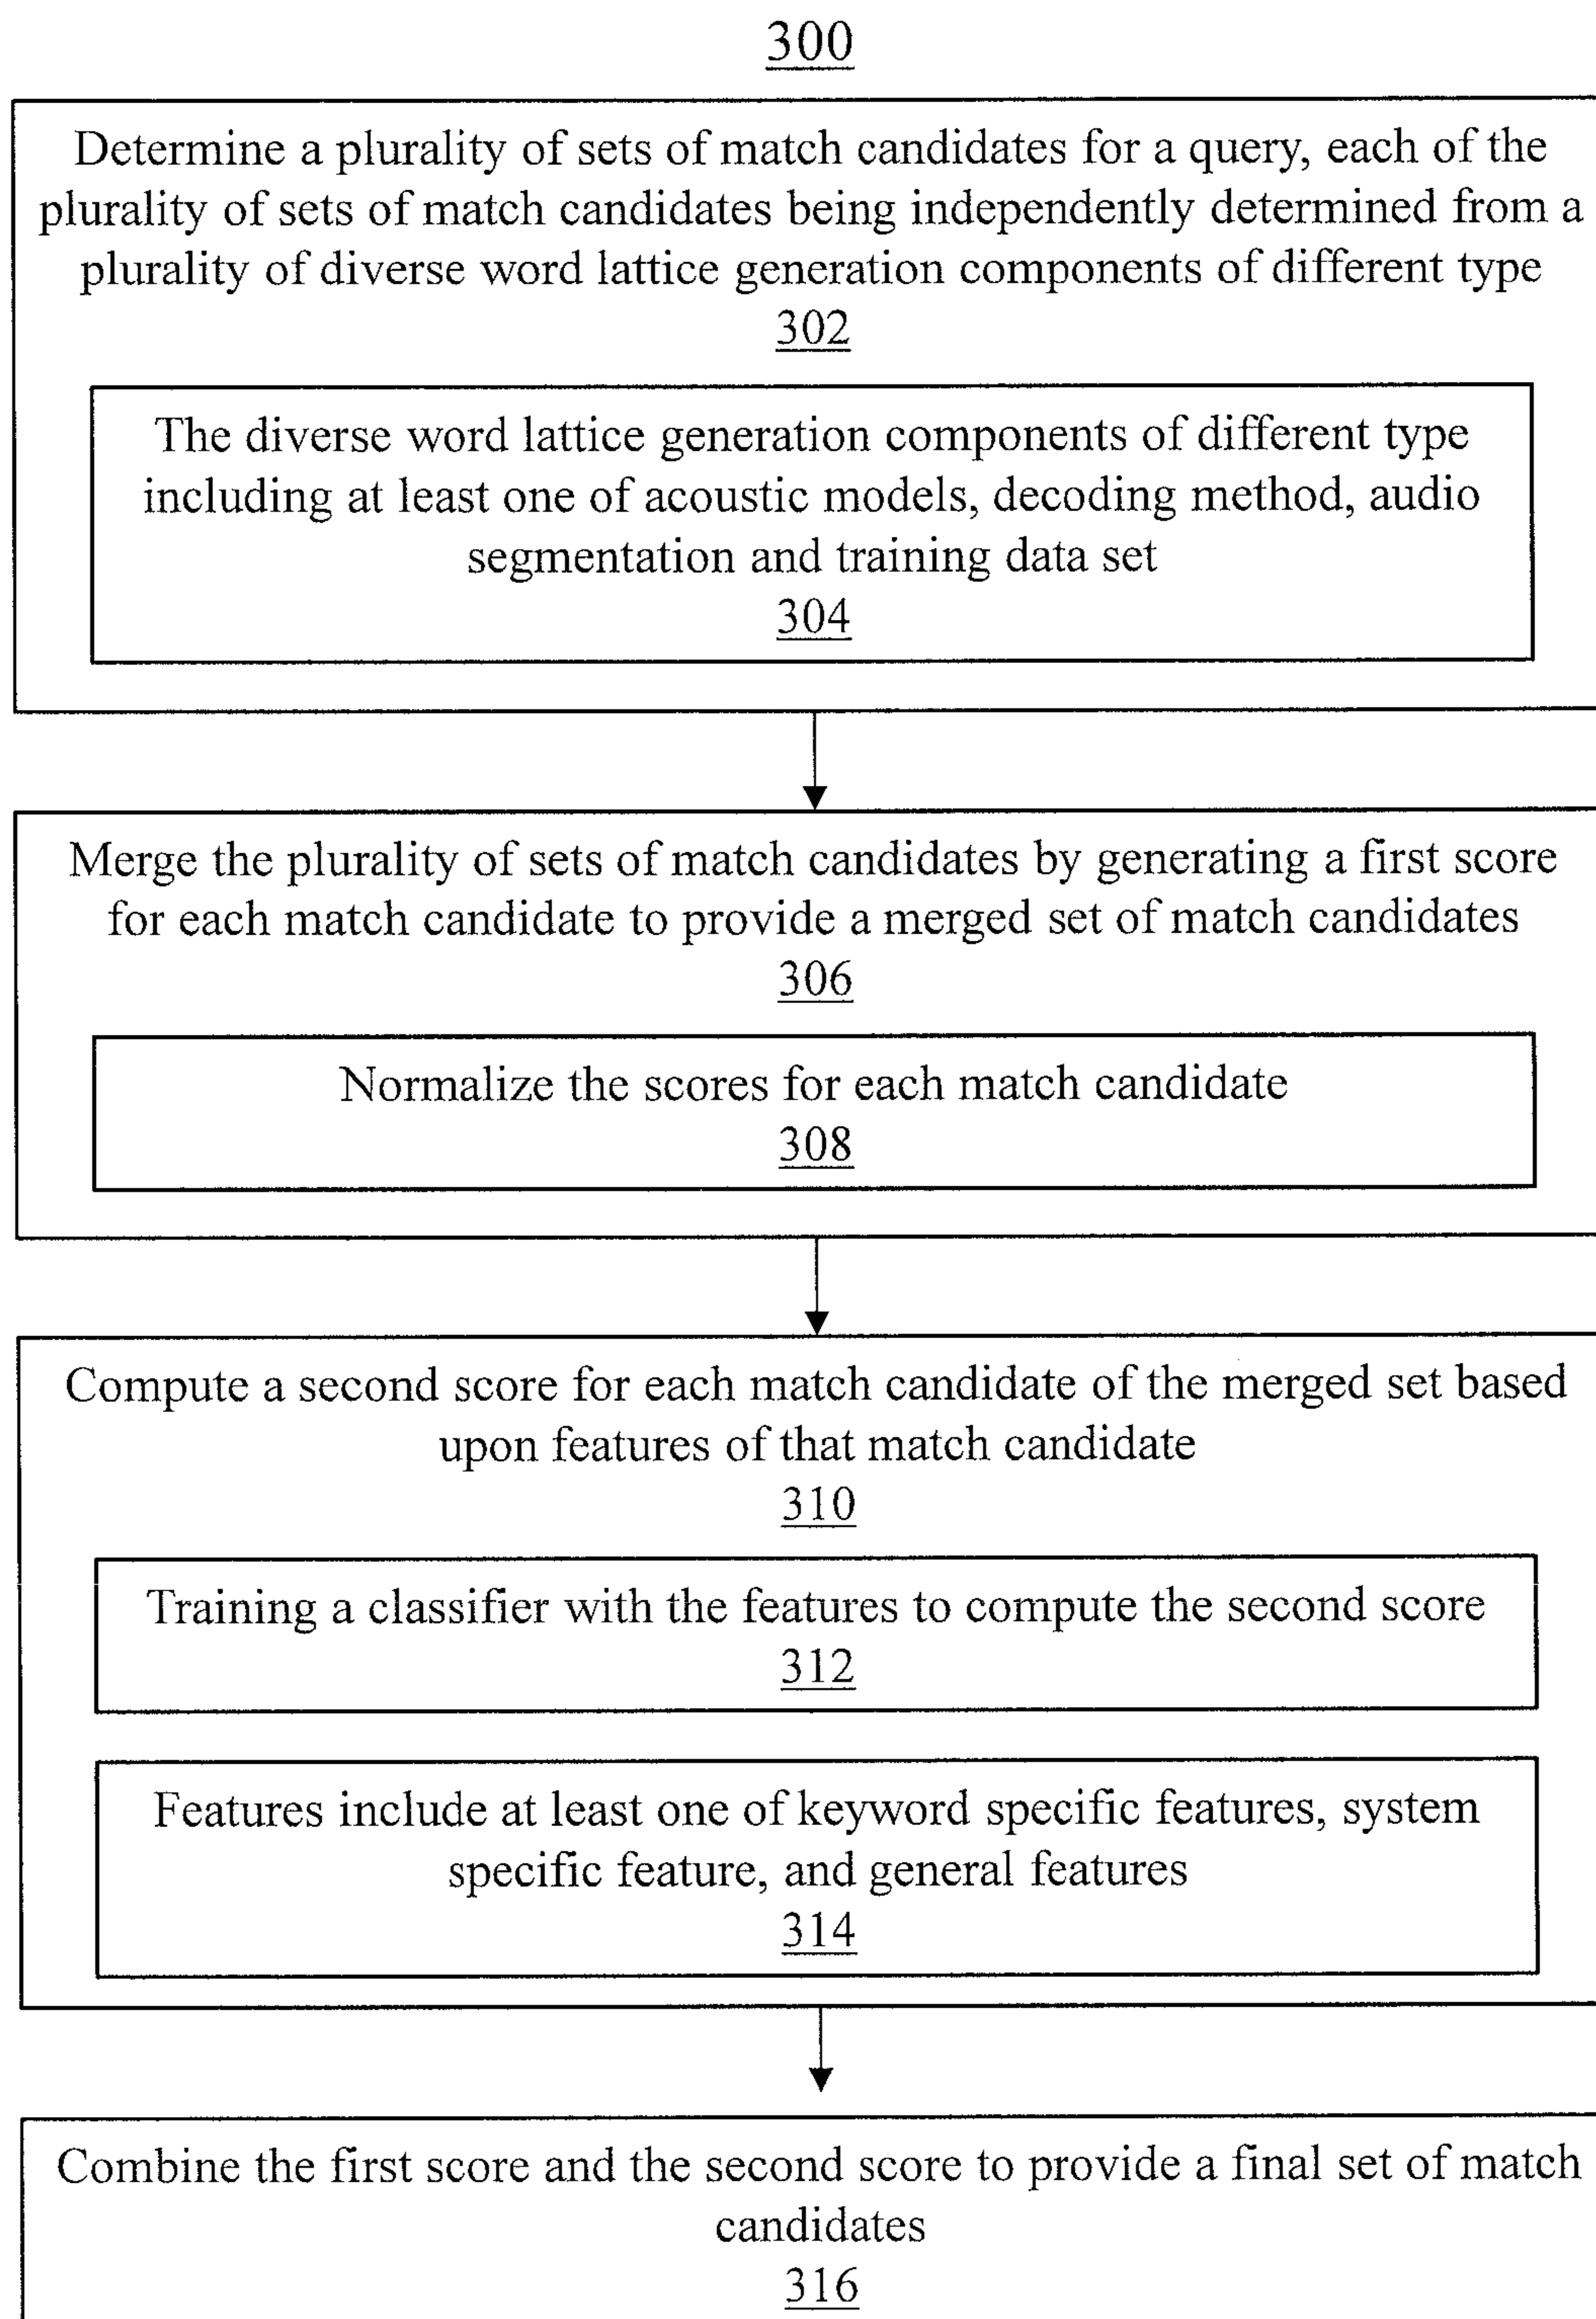 300
Determine a plurality of sets of match candidates for a query, each of the
plurality of sets of match candidates being independently determined from a
plurality of diverse word lattice generation components of different type
302
The diverse word lattice generation components of different type
including at least one of acoustic models, decoding method, audio
segmentation and training data set
304
Merge the plurality of sets of match candidates by generating a first score
for each match candidate to provide a merged set of match candidates
306
Normalize the scores for each match candidate
308
Compute a second score for each match candidate of the merged set based
upon features of that match candidate
310
Training a classifier with the features to compute the second score
312
Features include at least one of keyword specific features, system
specific feature, and general features
314
Combine the first score and the second score to provide a final set of match
candidates
316